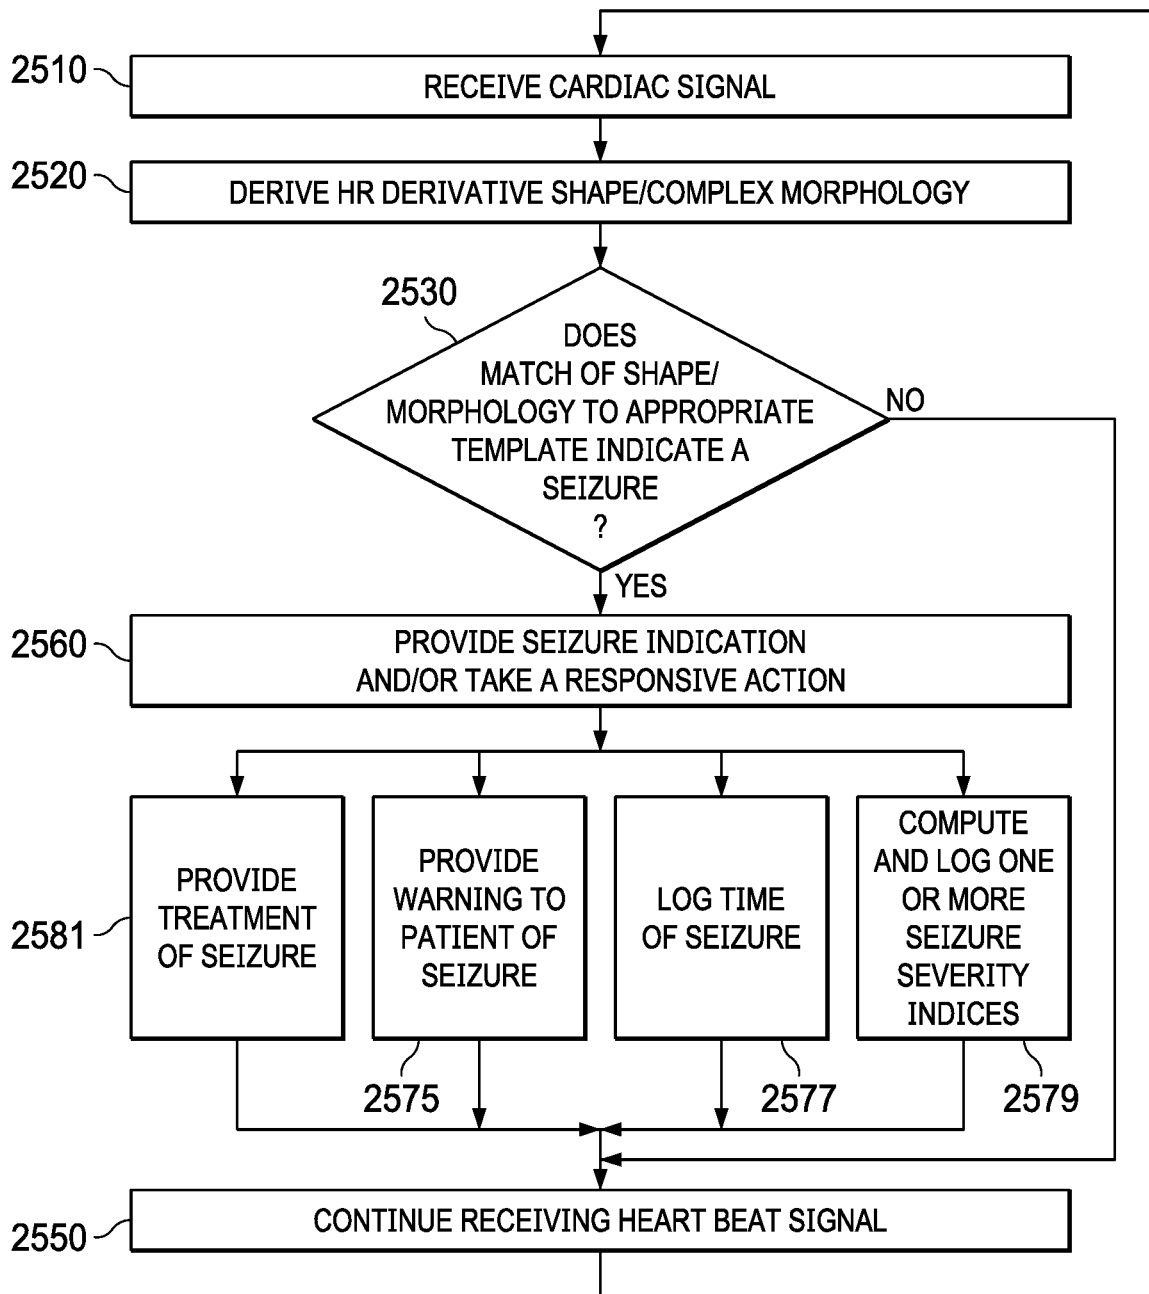 2510
RECEIVE CARDIAC SIGNAL
2520
DERIVE HR DERIVATIVE SHAPE/COMPLEX MORPHOLOGY
2530
DOES
MATCH OF SHAPE/
MORPHOLOGY TO APPROPRIATE
TEMPLATE INDICATE A
SEIZURE
?
NO
YES
2560
PROVIDE SEIZURE INDICATION
AND/OR TAKE A RESPONSIVE ACTION
2581
PROVIDE
TREATMENT
OF SEIZURE
PROVIDE
WARNING TO
PATIENT OF
SEIZURE
2575
LOG TIME
OF SEIZURE
2577
COMPUTE
AND LOG ONE
OR MORE
SEIZURE
SEVERITY
INDICES
2579
2550
CONTINUE RECEIVING HEART BEAT SIGNAL